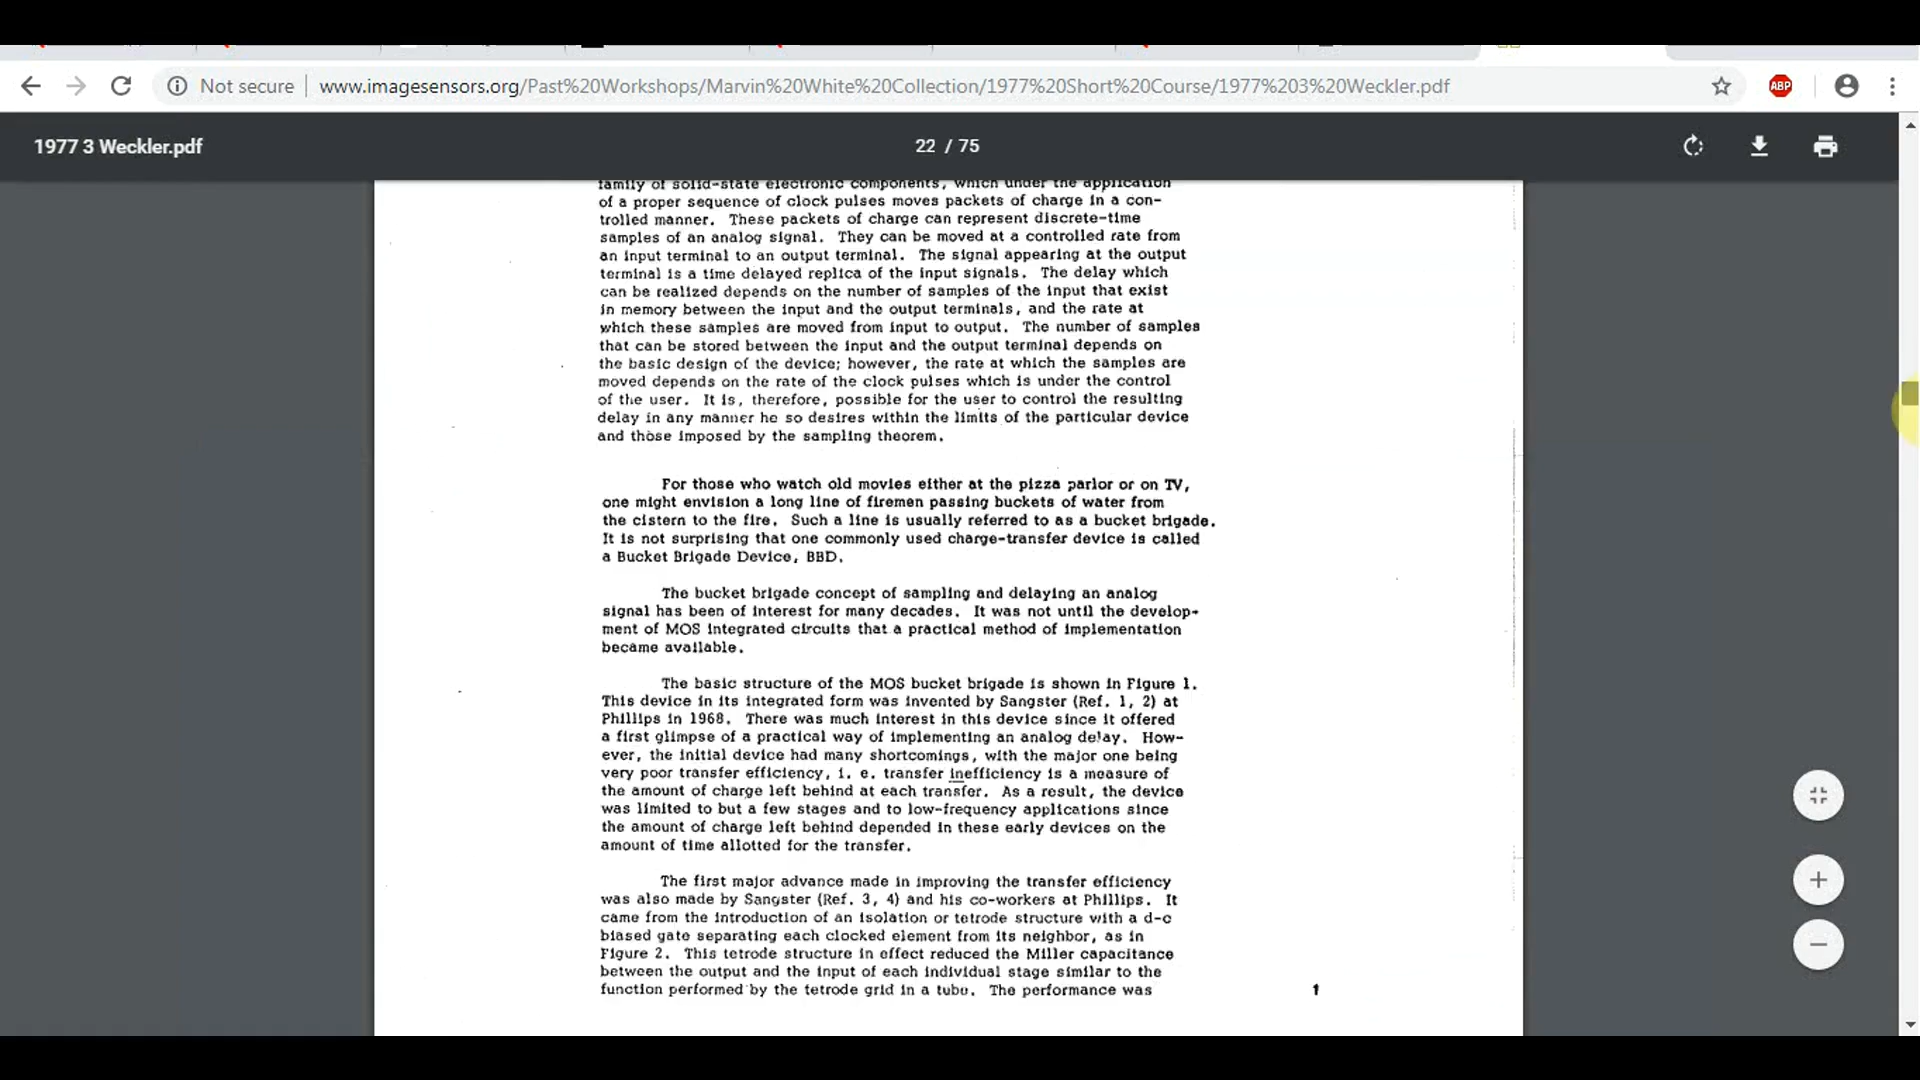 Not secure
www.imagesensors.org/Past%20Workshops/Marvin%20White%20Collection/1977%20Short%20Course/1977%203%20Weckler.pdf
ABP
1977 3 Weckler.pdf
22 / 75
family of solid-state electronic components, which under the application
of a proper sequence of clock pulses moves packets of charge in a con-
trolled manner. These packets of charge can represent discrete-time
samples of an analog signal. They can be moved at a controlled rate from
an input terminal to an output terminal. The signal appearing at the output
terminal is a time delayed replica of the input signals. The delay which
can be realized depends on the number of samples of the input that exist
in memory between the input and the output terminals, and the rate at
which these samples are moved from input to output. The number of samples
that can be stored between the input and the output terminal depends on
the basic design of the device; however, the rate at which the samples are
moved depends on the rate of the clock pulses which is under the control
of the user. It is, therefore, possible for the user to control the resulting
delay in any manner he so desires within the limits of the particular device
and those imposed by the sampling theorem.
For those who watch old movies either at the pizza parlor or on TV,
one might envision a long line of firemen passing buckets of water from
the cistern to the fire. Such a line is usually referred to as a bucket brigade.
It is not surprising that one commonly used charge-transfer device is called
a Bucket Brigade Device, BBD.
The bucket brigade concept of sampling and delaying an analog
signal has been of interest for many decades. It was not until the develop-
ment of MOS integrated circuits that a practical method of implementation
became available.
The basic structure of the MOS bucket brigade is shown in Figure 1.
This device in its integrated form was invented by Sangster (Ref. 1, 2) at
Phillips in 1968. There was much interest in this device since it offered
a first glimpse of a practical way of implementing an analog delay. How-
ever, the initial device had many shortcomings, with the major one being
very poor transfer efficiency, i. e. transfer inefficiency is a measure of
the amount of charge left behind at each transfer. As a result, the device
was limited to but a few stages and to low-frequency applications since
the amount of charge left behind depended in these early devices on the
amount of time allotted for the transfer.
The first major advance made in improving the transfer efficiency
was also made by Sangster (Ref. 3, 4) and his co-workers at Phillips. It
came from the introduction of an isolation or tetrode structure with a d-c
biased gate separating each clocked element from its neighbor, as in
Figure 2. This tetrode structure in effect reduced the Miller capacitance
between the output and the input of each individual stage similar to the
function performed by the tetrode grid in a tube. The performance was
1